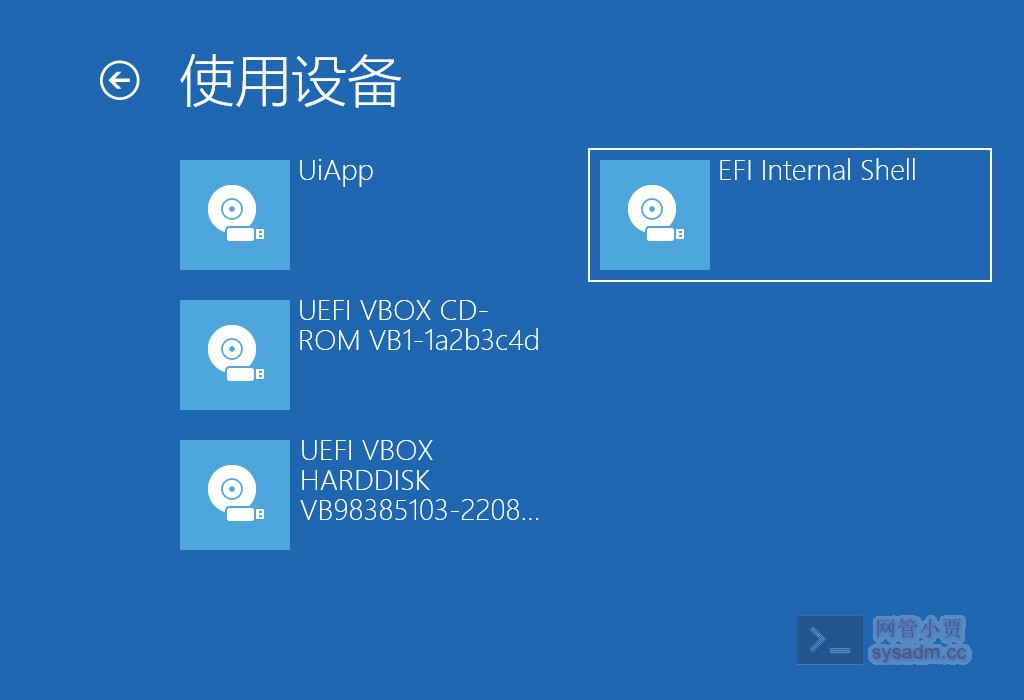 使用设备
UiApp
EFI Internal Shell
UEFI VBOX CD-
ROM VB1-1a2b3c4d
UEFI VBOX
HARDDISK
VB98385103-2208...
>_
网管小贾
sysadm.cc